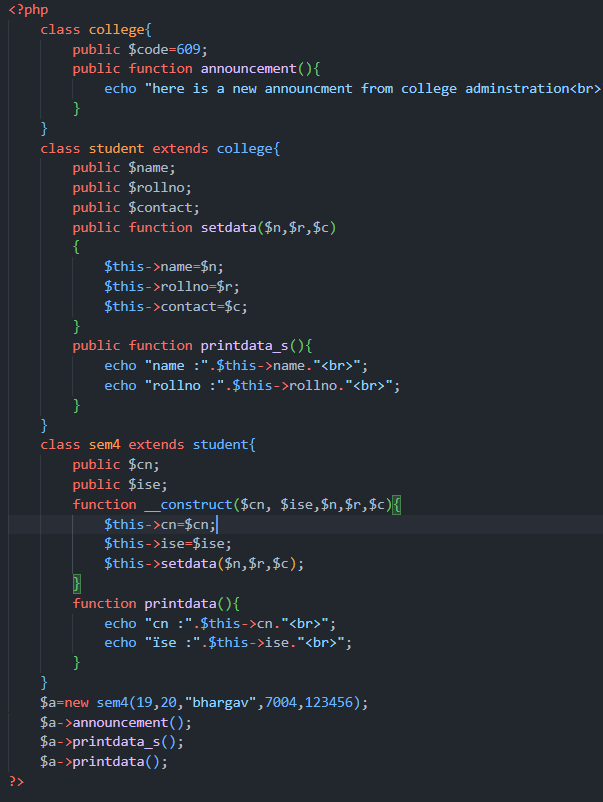 <?php
    class college{
        public $code=609;
        public function announcement(){
            echo "here is a new announcment from college adminstration<br>
        }
    }
    class student extends college{
        public $name;
        public $rollno;
        public $contact;
        public function setdata($n,$r,$c)
        {
            $this->name=$n;
            $this->rollno=$r;
            $this->contact=$c;
        }
        public function printdata_s(){
            echo "name :".$this->name."<br>";
            echo "rollno :".$this->rollno."<br>";
        }
    }
    class sem4 extends student{
        public $cn;
        public $ise;
        function __construct($cn, $ise,$n,$r,$c){
            $this->cn=$cn;
            $this->ise=$ise;
            $this->setdata($n,$r,$c);
        }
        function printdata(){
            echo "cn :".$this->cn."<br>";
            echo "ïse :".$this->ise."<br>";
        }
    }
    $a=new sem4(19,20,"bhargav",7004,123456);
    $a->announcement();
    $a->printdata_s();
    $a->printdata();
?>